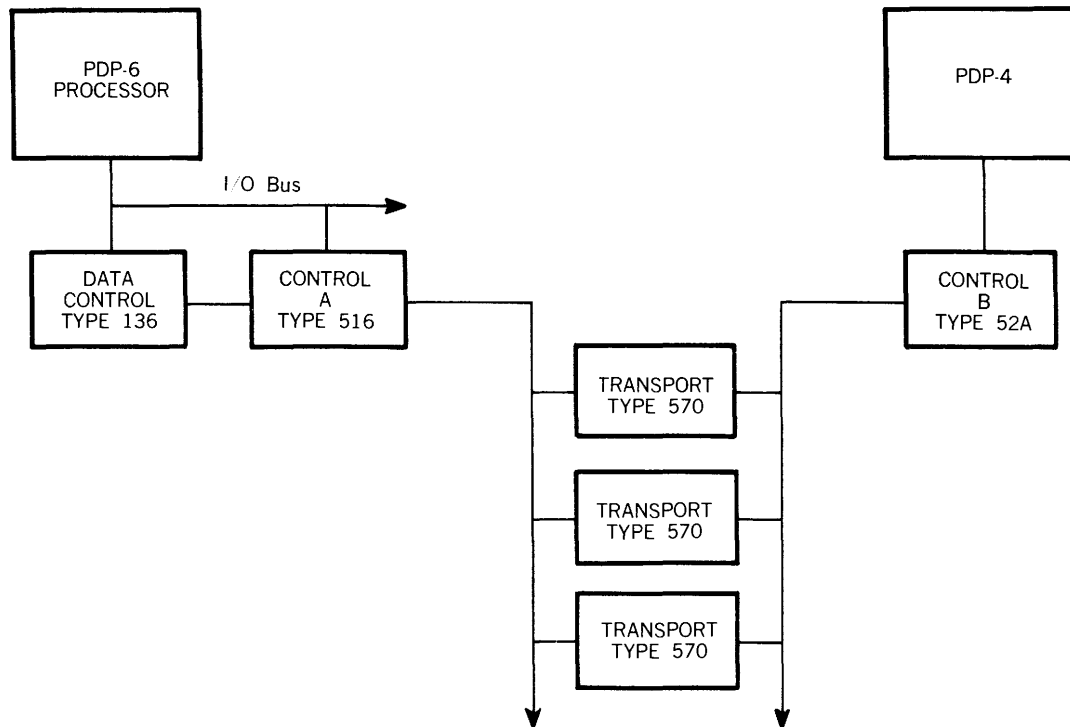 PDP-6
PROCESSOR
PDP-4
I/O Bus
DATA
CONTROL
TYPE 136
CONTROL
A
TYPE 516
CONTROL
B
TYPE 52A
TRANSPORT
TYPE 570
TRANSPORT
TYPE 570
TRANSPORT
TYPE 570